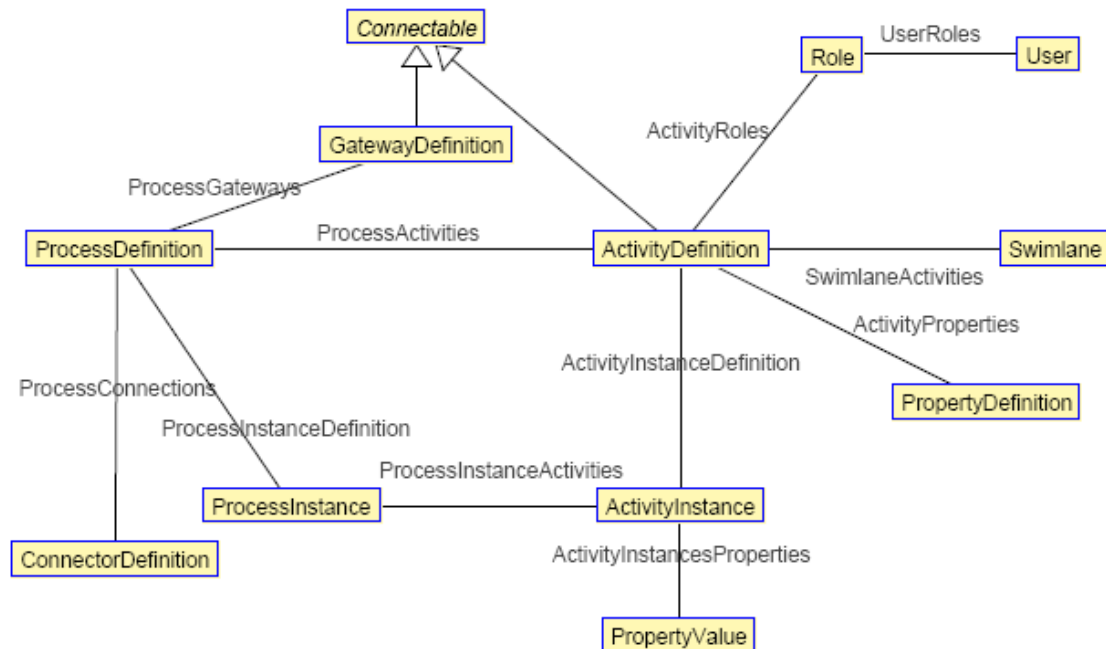 Connectable
UserRoles
Role
User
ActivityRoles
GatewayDefinition
ProcessGateways
ProcessActivities
ProcessDefinition
ActivityDefinition
Swimlane
SwimlaneActivities
ActivityProperties
ActivityInstanceDefinition
ProcessConnections
PropertyDefinition
ProcessInstanceDefinition
ProcessInstanceActivities
ProcessInstance
ActivityInstance
ConnectorDefinition
ActivityInstancesProperties
PropertyValue